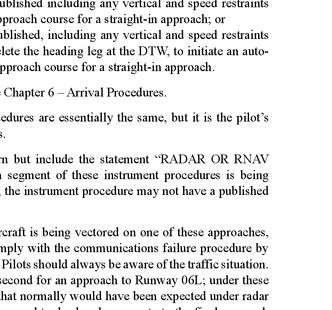 ublished including any vertical and speed restraints
pproach course for a straight-in approach; or
ublished, including any vertical and speed restraints
lete the heading leg at the DTW, to initiate an auto-
pproach course for a straight-in approach.
Chapter 6 – Arrival Procedures.
edures are essentially the same, but it is the pilot's
s.
rn but include the statement “RADAR OR RNAV
segment of these instrument procedures is being
, the instrument procedure may not have a published
rcraft is being vectored on one of these approaches,
mply with the communications failure procedure by
Pilots should always be aware of the traffic situation.
second for an approach to Runway 06L; under these
that normally would have been expected under radar